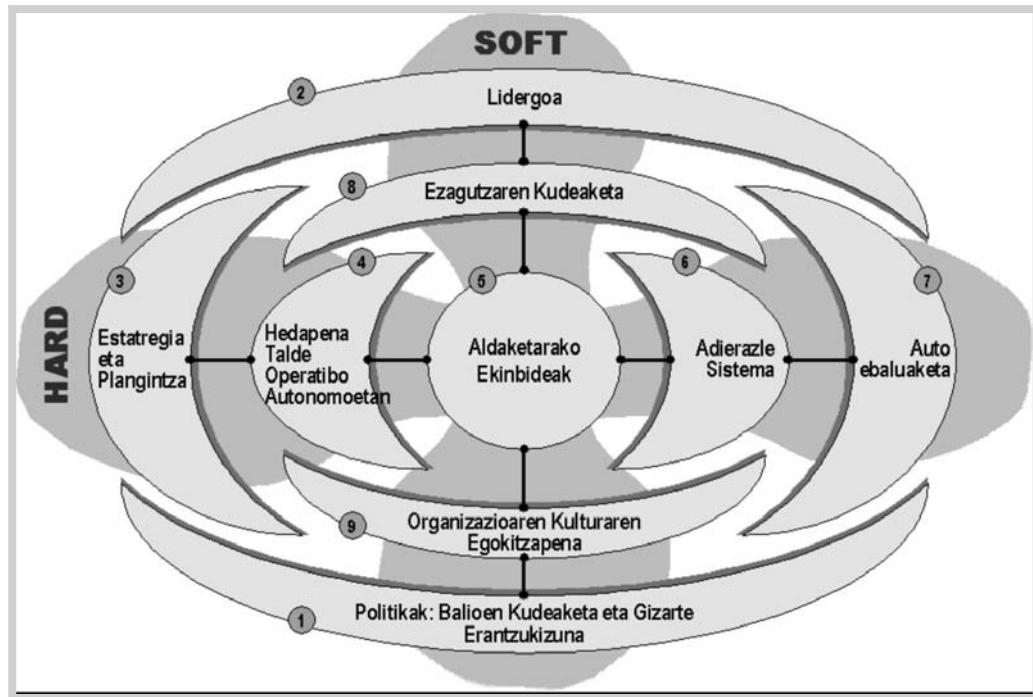 SOFT
2
Lidergoa
8
Ezagutzaren Kudeaketa
3
4
5
6
7
HARD
Estatregia
eta
Plangintza
Hedapena
Talde
Operatibo
Autonomoetan
Aldaketarako
Ekinbideak
Adierazle
Sistema
Auto
ebaluaketa
9
Organizazioaren Kulturaren
Egokitzapena
1
Politikak: Balioen Kudeaketa eta Gizarte
Erantzukizuna